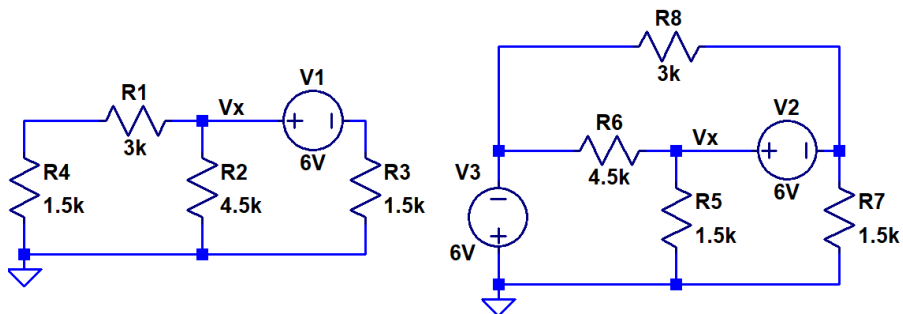 R1
3k
Vx
V1
+ −
6V
R4
1.5k
R2
4.5k
R3
1.5k
R8
3k
R6
4.5k
Vx
V2
+ −
6V
V3
−
+
6V
R5
1.5k
R7
1.5k